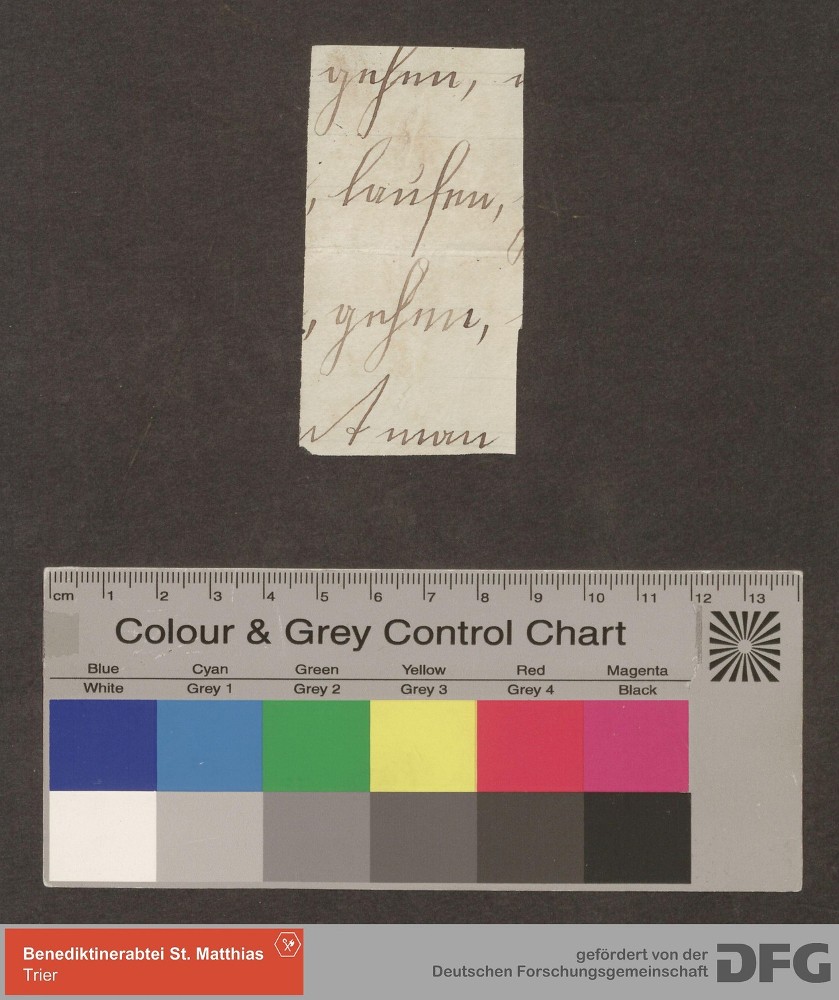 gehen,
, laufen,
, gehen,
man
cm 1 2 3 4 5 6 7 8 9 10 11 12 13
Colour & Grey Control Chart
Blue Cyan Green Yellow Red Magenta
White Grey 1 Grey 2 Grey 3 Grey 4 Black
Benediktinerabtei St. Matthias
Trier
gefördert von der
Deutschen Forschungsgemeinschaft
DFG